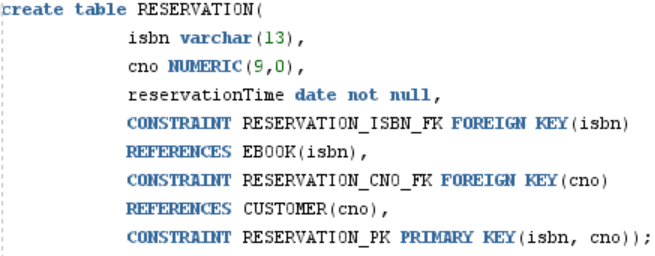 create table RESERVATION(
isbn varchar(13),
cno NUMERIC(9,0),
reservationTime date not null,
CONSTRAINT RESERVATION_ISBN_FK FOREIGN KEY(isbn)
REFERENCES EBOOK(isbn),
CONSTRAINT RESERVATION_CNO_FK FOREIGN KEY(cno)
REFERENCES CUSTOMER(cno),
CONSTRAINT RESERVATION_PK PRIMARY KEY(isbn, cno));